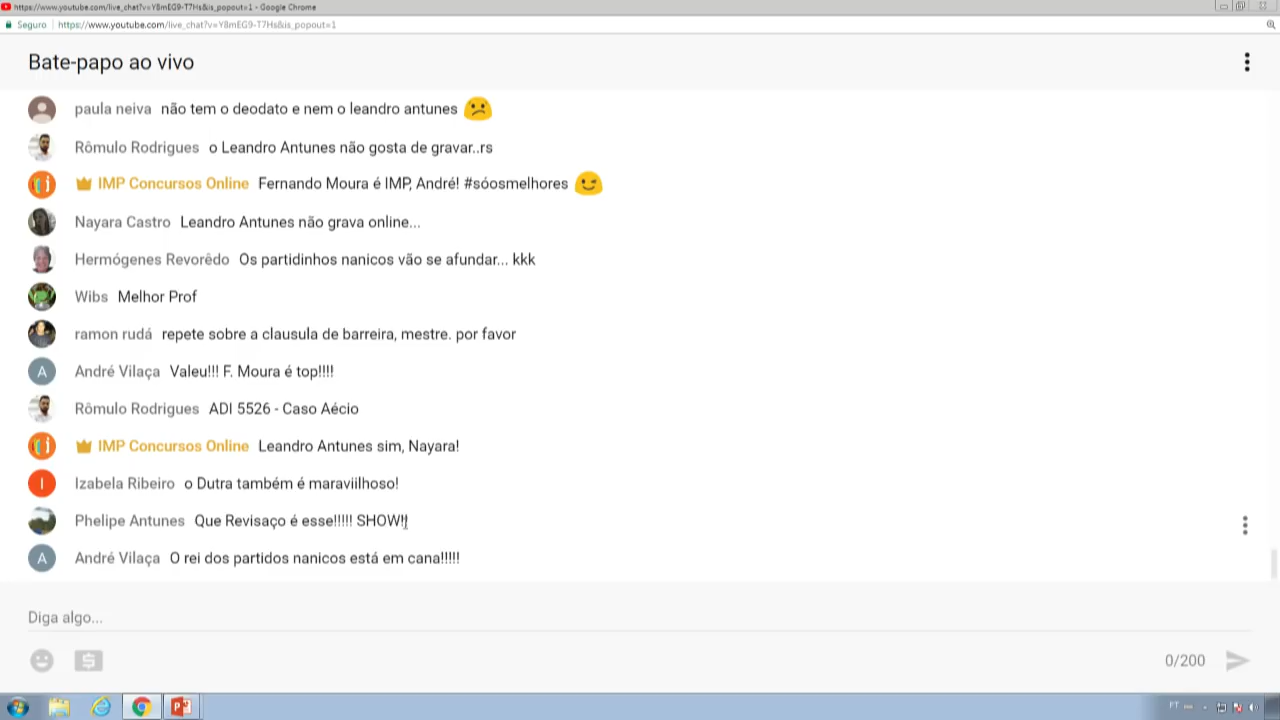 https://www.youtube.com/live_chat?v=Y8mEG9-T7Hs&is_popout=1 - Google Chrome
Seguro https://www.youtube.com/live_chat?v=Y8mEG9-T7Hs&is_popout=1
Bate-papo ao vivo
paula neiva não tem o deodato e nem o leandro antunes
Rômulo Rodrigues o Leandro Antunes não gosta de gravar..rs
IMP Concursos Online Fernando Moura é IMP, André! #sóosmelhores
Nayara Castro Leandro Antunes não grava online...
Hermógenes Revorêdo Os partidinhos nanicos vão se afundar... kkk
Wibs Melhor Prof
ramon rudá repete sobre a clausula de barreira, mestre. por favor
A André Vilaça Valeu!!! F. Moura é top!!!!
Rômulo Rodrigues ADI 5526 - Caso Aécio
IMP Concursos Online Leandro Antunes sim, Nayara!
I Izabela Ribeiro o Dutra também é maraviilhoso!
Phelipe Antunes Que Revisaço é esse!!!!! SHOW!!
A André Vilaça O rei dos partidos nanicos está em cana!!!!!
Diga algo...
0/200
PT